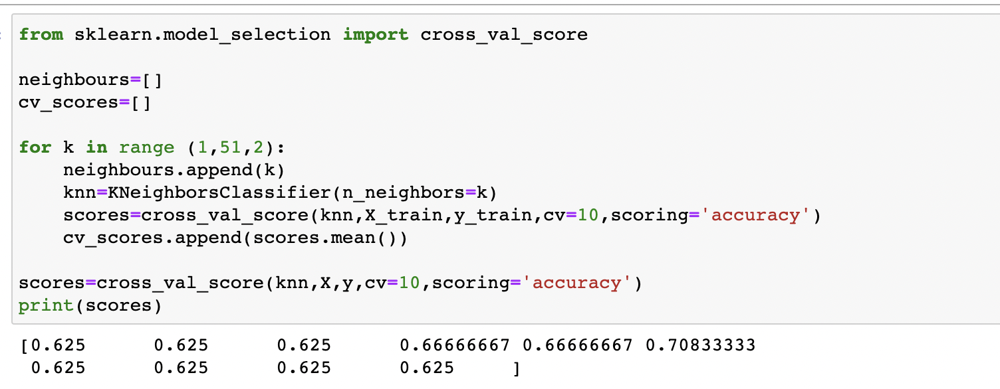 from sklearn.model_selection import cross_val_score
neighbours=[]
cv_scores=[]
for k in range (1,51,2):
    neighbours.append(k)
    knn=KNeighborsClassifier(n_neighbors=k)
    scores=cross_val_score(knn,X_train,y_train,cv=10,scoring='accuracy')
    cv_scores.append(scores.mean())
scores=cross_val_score(knn,X,y,cv=10,scoring='accuracy')
print(scores)
[0.625      0.625      0.625      0.66666667 0.66666667 0.70833333
 0.625      0.625      0.625      0.625     ]